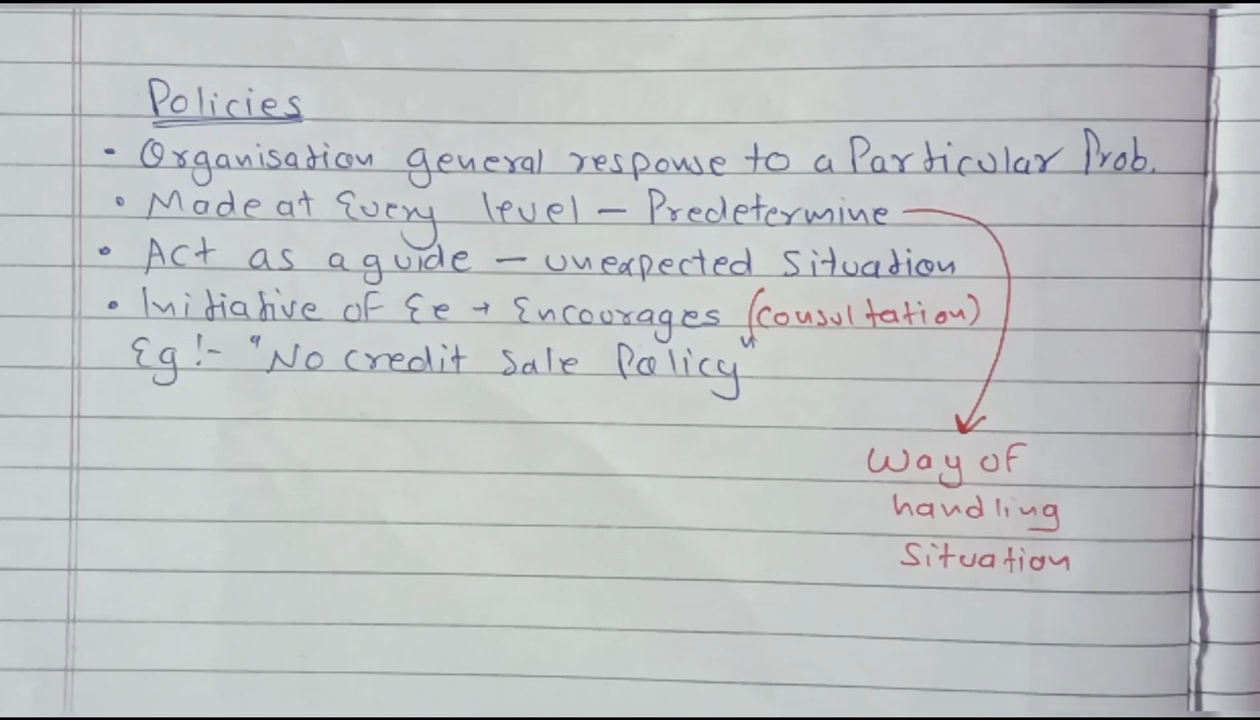 Policies
• Organisation general response to a Particular Prob.
• Made at Every level – Predetermine
• Act as a guide – unexpected Situation
• Initiative of Ee → Encourages (consultation)
Eg:- "No credit Sale Policy"
Way of
handling
Situation